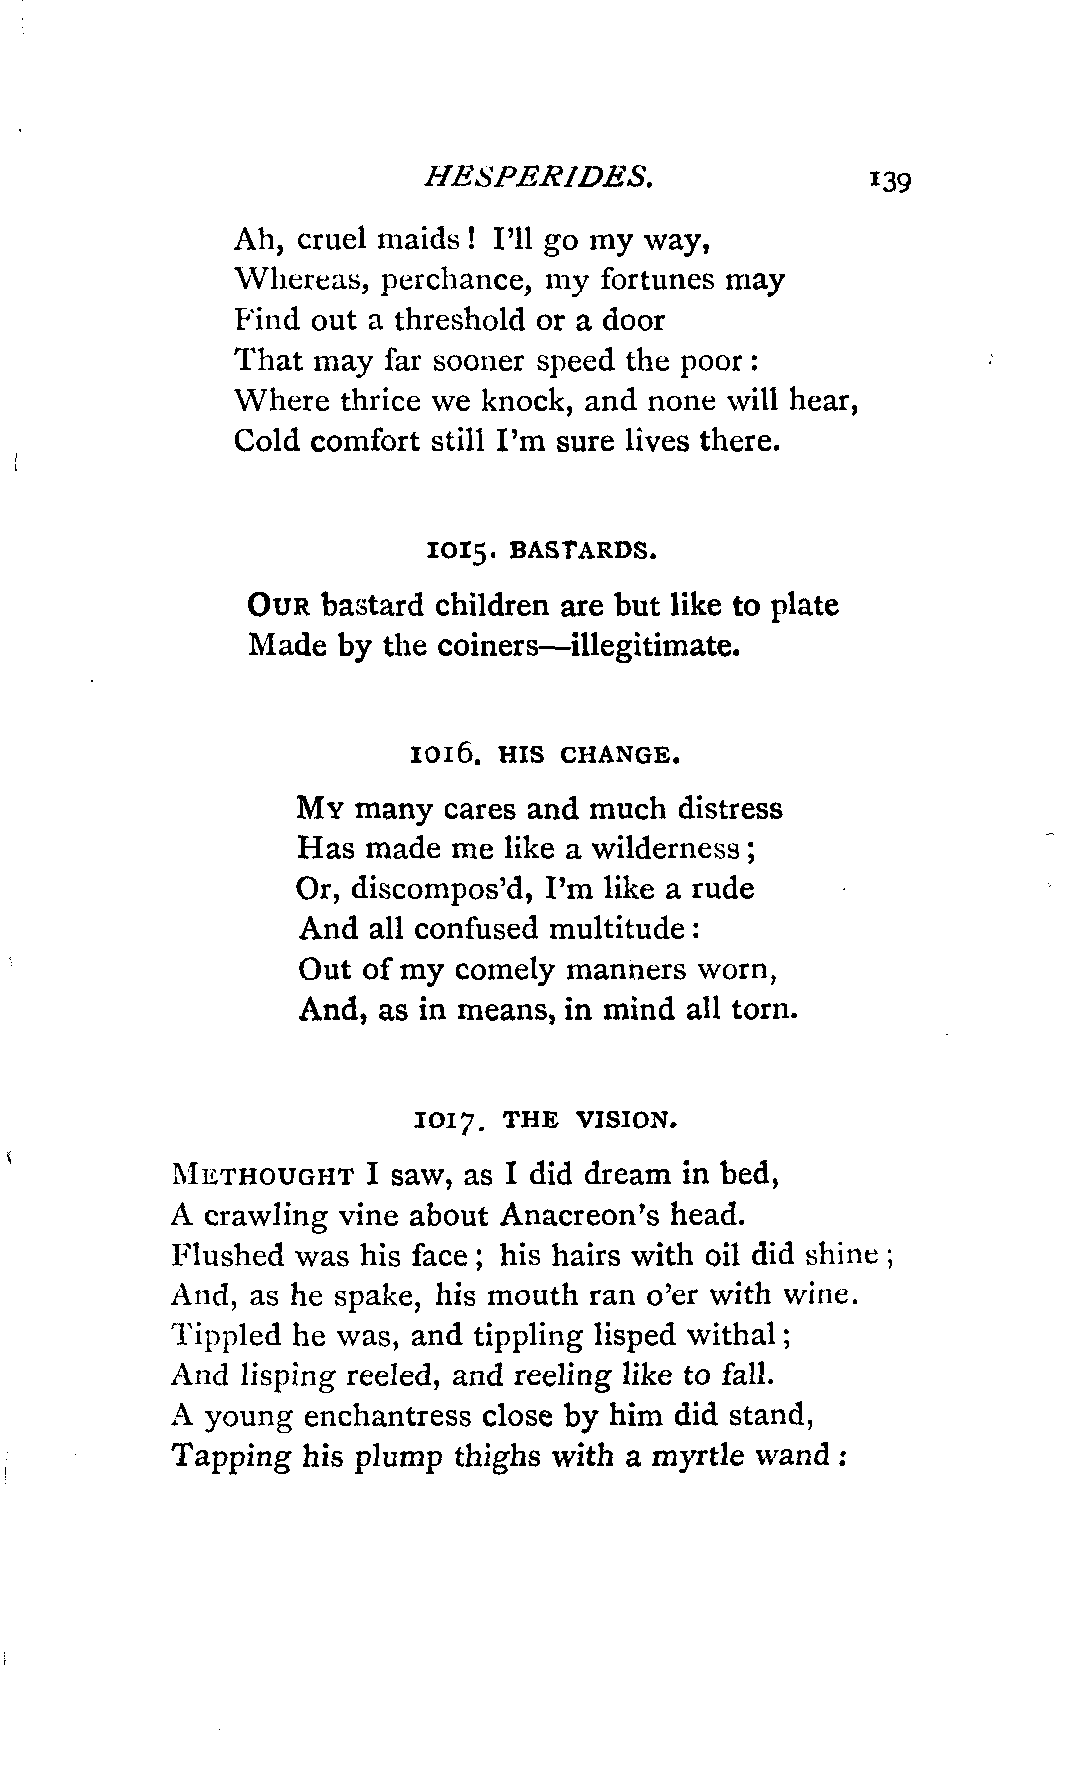 HESPERIDES. 139
Ah, cruel maids! I'll go my way,
Whereas, perchance, my fortunes may
Find out a threshold or a door
That may far sooner speed the poor:
Where thrice we knock, and none will hear,
Cold comfort still I'm sure lives there.
1015. BASTARDS.
OUR bastard children are but like to plate
Made by the coiners—illegitimate.
1016. HIS CHANGE.
MY many cares and much distress
Has made me like a wilderness;
Or, discompos'd, I'm like a rude
And all confused multitude:
Out of my comely manners worn,
And, as in means, in mind all torn.
1017. THE VISION.
METHOUGHT I saw, as I did dream in bed,
A crawling vine about Anacreon's head.
Flushed was his face; his hairs with oil did shine;
And, as he spake, his mouth ran o'er with wine.
Tippled he was, and tippling lisped withal;
And lisping reeled, and reeling like to fall.
A young enchantress close by him did stand,
Tapping his plump thighs with a myrtle wand: